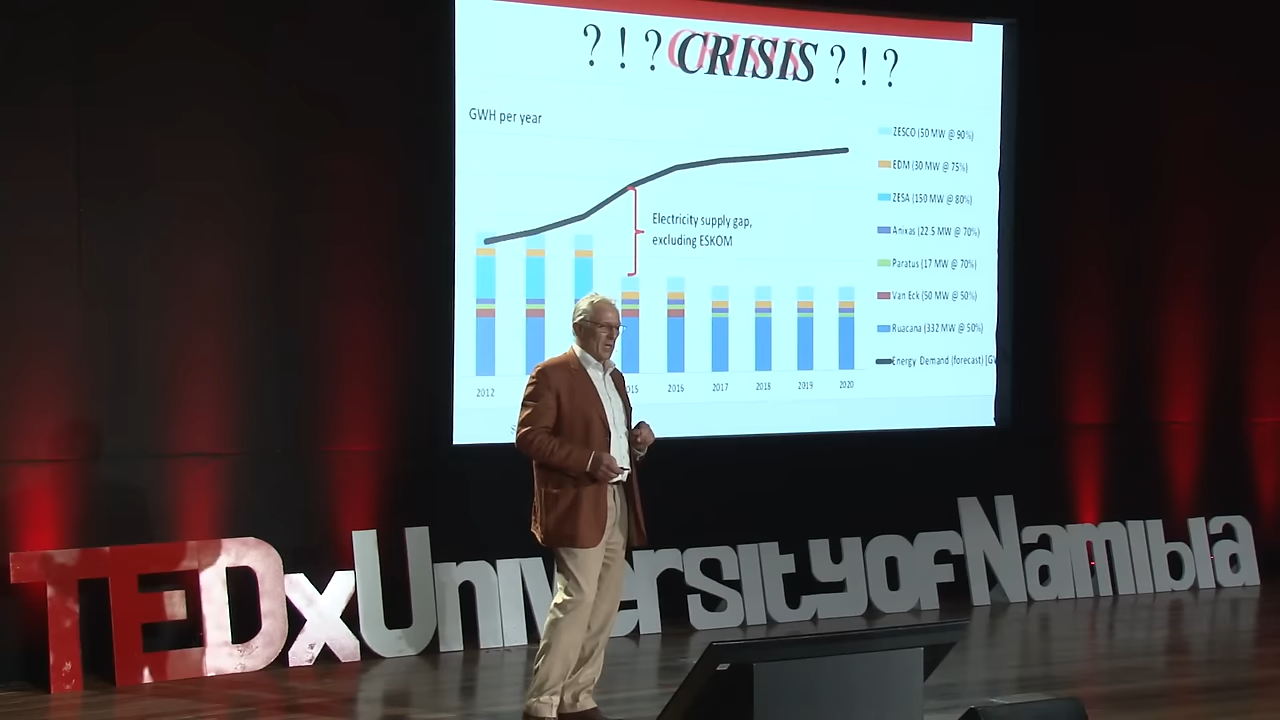 ? ! ? CRISIS ? ! ?
GWH per year
ZESCO (50 MW @ 90%)
EDM (30 MW @ 75%)
ZESA (150 MW @ 80%)
Anixas (22.5 MW @ 70%)
Paratus (17 MW @ 70%)
Van Eck (50 MW @ 50%)
Ruacana (332 MW @ 50%)
Energy Demand (forecast)
Electricity supply gap,
excluding ESKOM
2012 015 2016 2017 2018 2019 2020
TEDxUniversityofNamibia